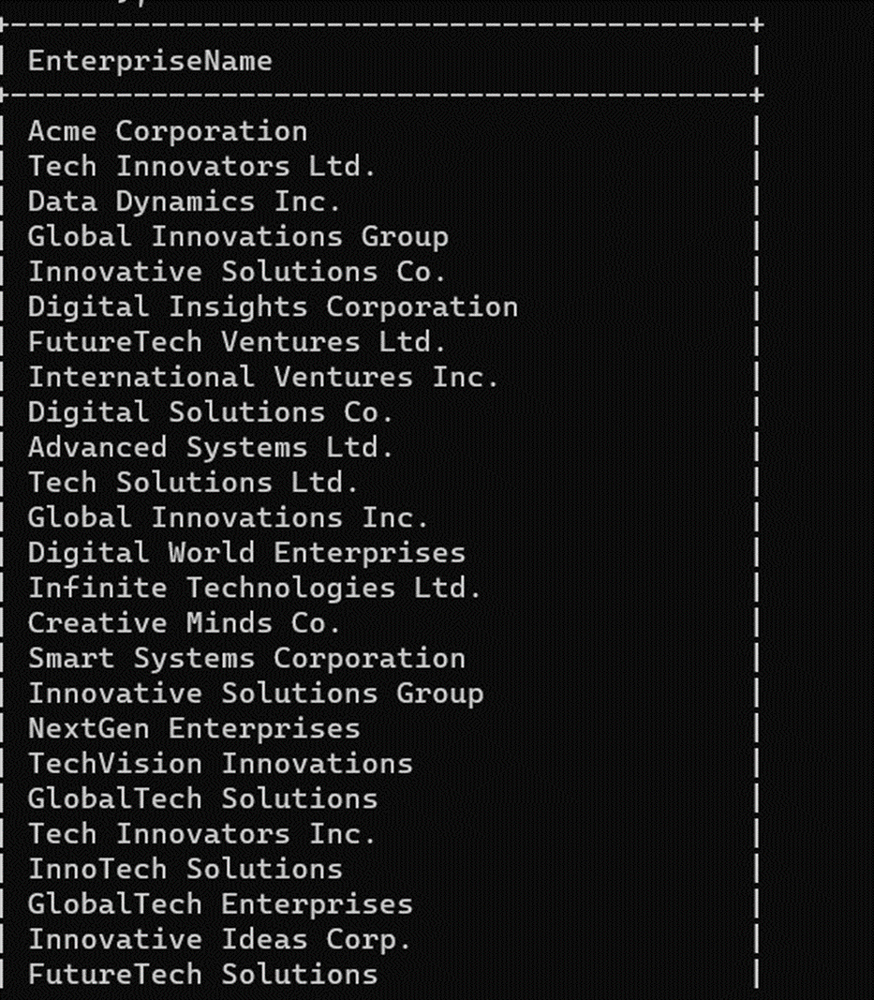 EnterpriseName
Acme Corporation
Tech Innovators Ltd.
Data Dynamics Inc.
Global Innovations Group
Innovative Solutions Co.
Digital Insights Corporation
FutureTech Ventures Ltd.
International Ventures Inc.
Digital Solutions Co.
Advanced Systems Ltd.
Tech Solutions Ltd.
Global Innovations Inc.
Digital World Enterprises
Infinite Technologies Ltd.
Creative Minds Co.
Smart Systems Corporation
Innovative Solutions Group
NextGen Enterprises
TechVision Innovations
GlobalTech Solutions
Tech Innovators Inc.
InnoTech Solutions
GlobalTech Enterprises
Innovative Ideas Corp.
FutureTech Solutions